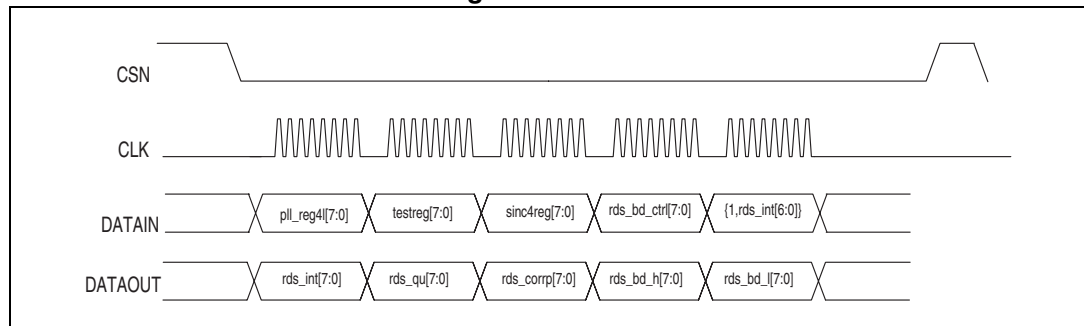 CSN
CLK
DATAIN
pll_reg4l[7:0] testreg[7:0] sinc4reg[7:0] rds_bd_ctrl[7:0] {1,rds_int[6:0]}
DATAOUT
rds_int[7:0] rds_qu[7:0] rds_corrp[7:0] rds_bd_h[7:0] rds_bd_l[7:0]